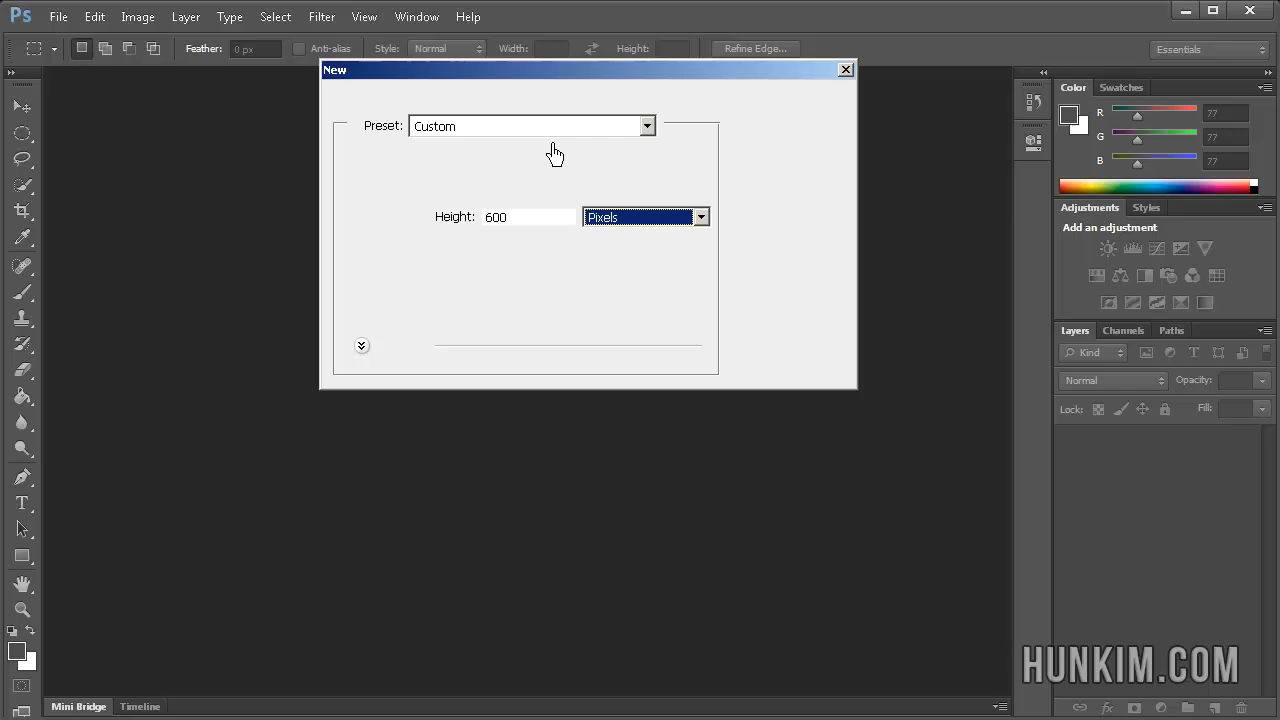 Ps File Edit Image Layer Type Select Filter View Window Help
Feather: 0 px Anti-alias Style: Normal Width: Height: Refine Edge... Essentials
New
Preset: Custom
Height: 600 Pixels
Color Swatches
R 77
G 77
B 77
Adjustments Styles
Add an adjustment
Layers Channels Paths
Kind
Normal Opacity:
Lock: Fill:
HUNKIM.COM
Mini Bridge Timeline